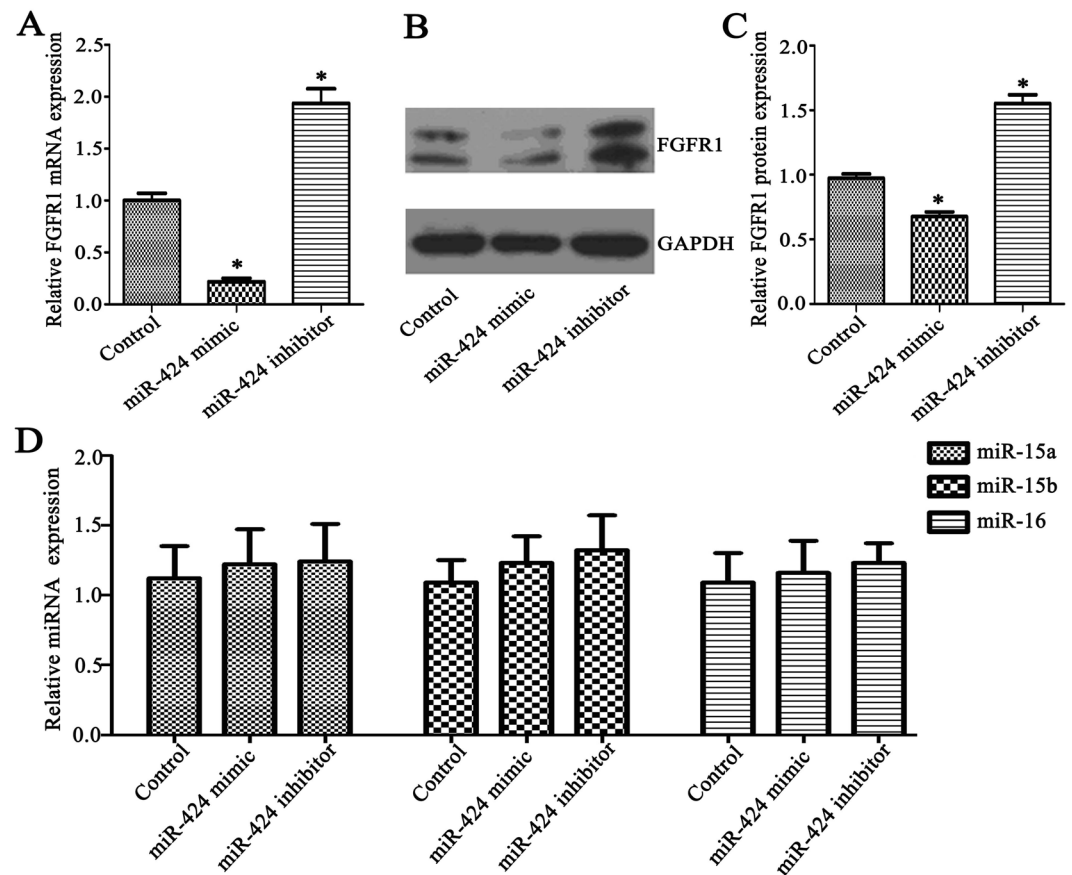 A
Relative FGFR1 mRNA expression
2.5
2.0
1.5
1.0
0.5
0.0
*
*
Control
miR-424 mimic
miR-424 inhibitor
B
FGFR1
GAPDH
Control
miR-424 mimic
miR-424 inhibitor
C
Relative FGFR1 protein expression
2.0
1.5
1.0
0.5
0.0
*
*
Control
miR-424 mimic
miR-424 inhibitor
D
Relative miRNA expression
2.0
1.5
1.0
0.5
0.0
Control
miR-424 mimic
miR-424 inhibitor
Control
miR-424 mimic
miR-424 inhibitor
Control
miR-424 mimic
miR-424 inhibitor
miR-15a
miR-15b
miR-16